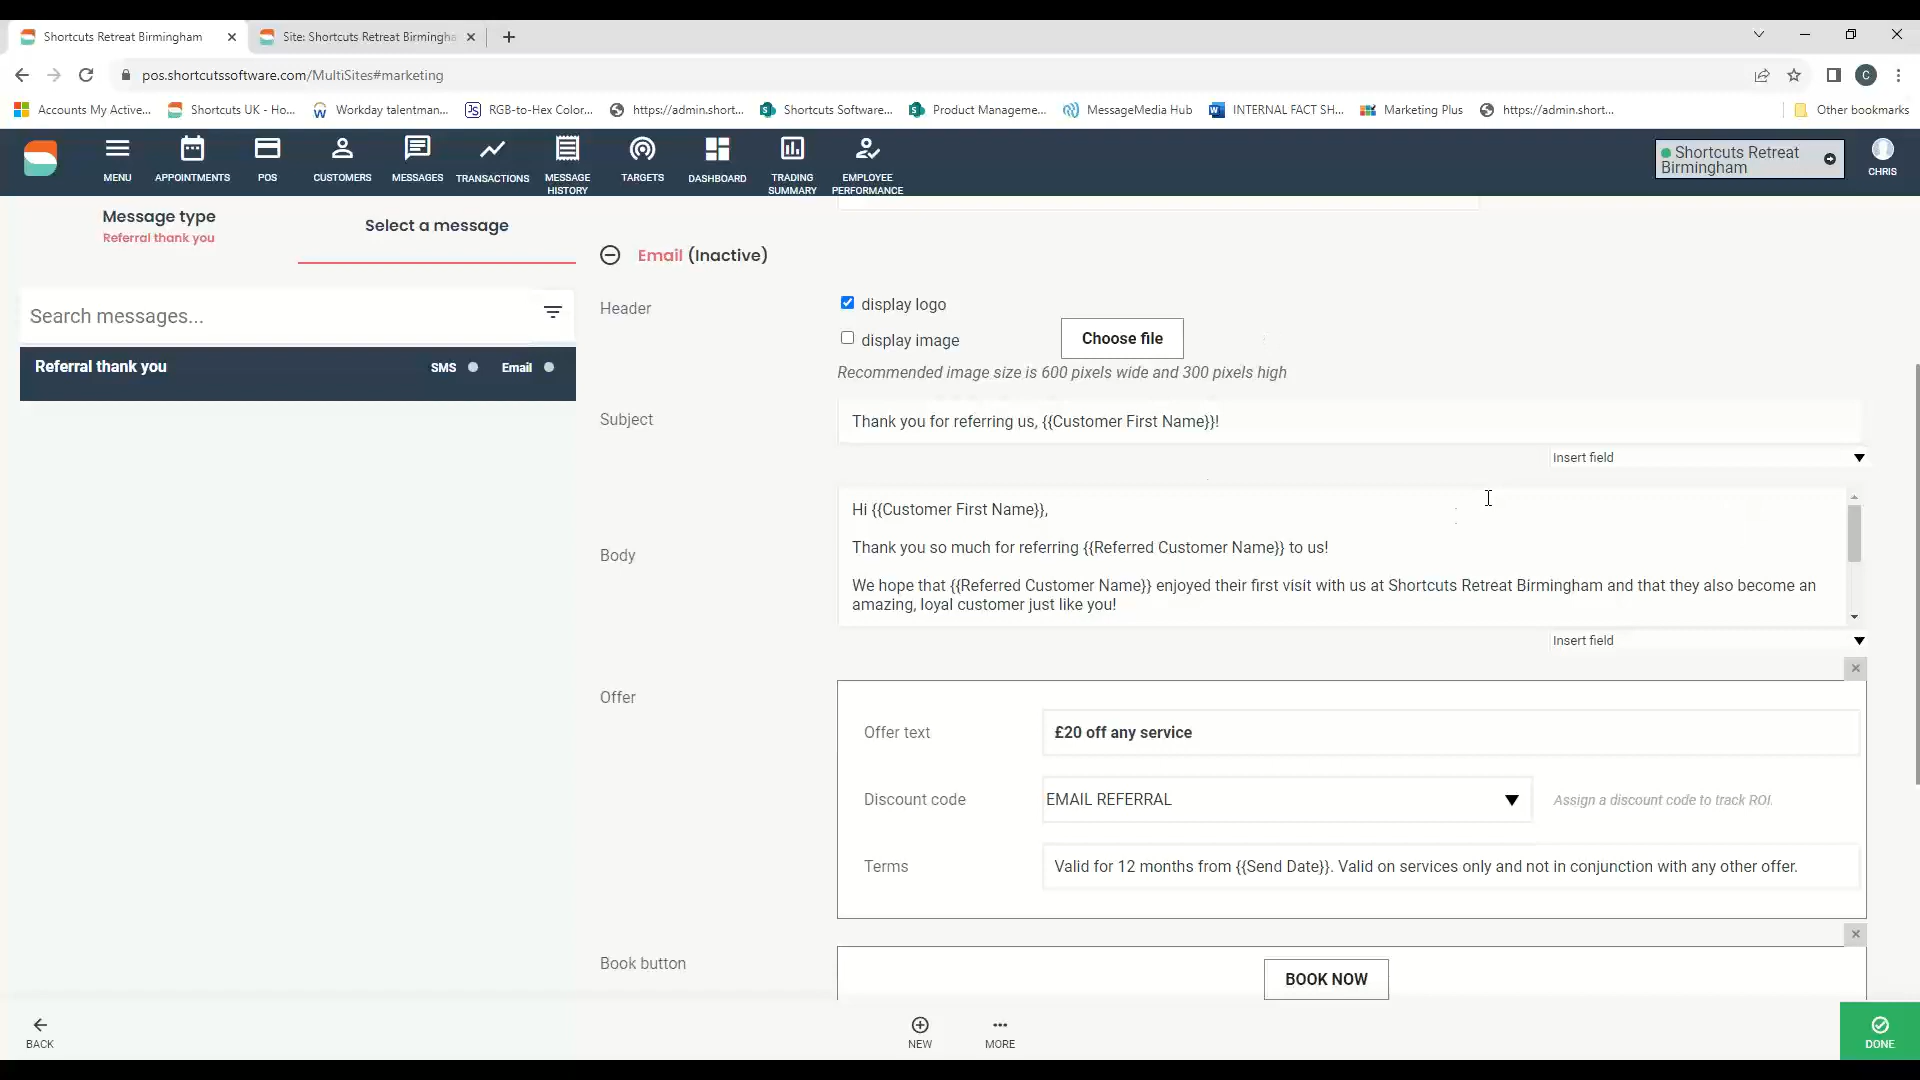 Shortcuts Retreat Birmingham
Site: Shortcuts Retreat Birmingha
pos.shortcutssoftware.com/MultiSites#marketing
C
Accounts My Active...
Shortcuts UK - Ho...
Workday talentman...
RGB-to-Hex Color...
https://admin.short...
Shortcuts Software...
Product Manageme...
MessageMedia Hub
INTERNAL FACT SH...
Marketing Plus
https://admin.short...
Other bookmarks
MENU
APPOINTMENTS
POS
CUSTOMERS
MESSAGES
TRANSACTIONS
MESSAGE HISTORY
TARGETS
DASHBOARD
TRADING SUMMARY
EMPLOYEE PERFORMANCE
Shortcuts Retreat
Birmingham
CHRIS
Message type
Referral thank you
Select a message
Search messages...
Referral thank you SMS Email
Email (Inactive)
Header
display logo
display image
Choose file
Recommended image size is 600 pixels wide and 300 pixels high
Subject
Thank you for referring us, {{Customer First Name}}!
Insert field
Body
Hi {{Customer First Name}},
Thank you so much for referring {{Referred Customer Name}} to us!
We hope that {{Referred Customer Name}} enjoyed their first visit with us at Shortcuts Retreat Birmingham and that they also become an
amazing, loyal customer just like you!
Insert field
Offer
Offer text
£20 off any service
Discount code
EMAIL REFERRAL
Assign a discount code to track ROI.
Terms
Valid for 12 months from {{Send Date}}. Valid on services only and not in conjunction with any other offer.
Book button
BOOK NOW
BACK
NEW
MORE
DONE